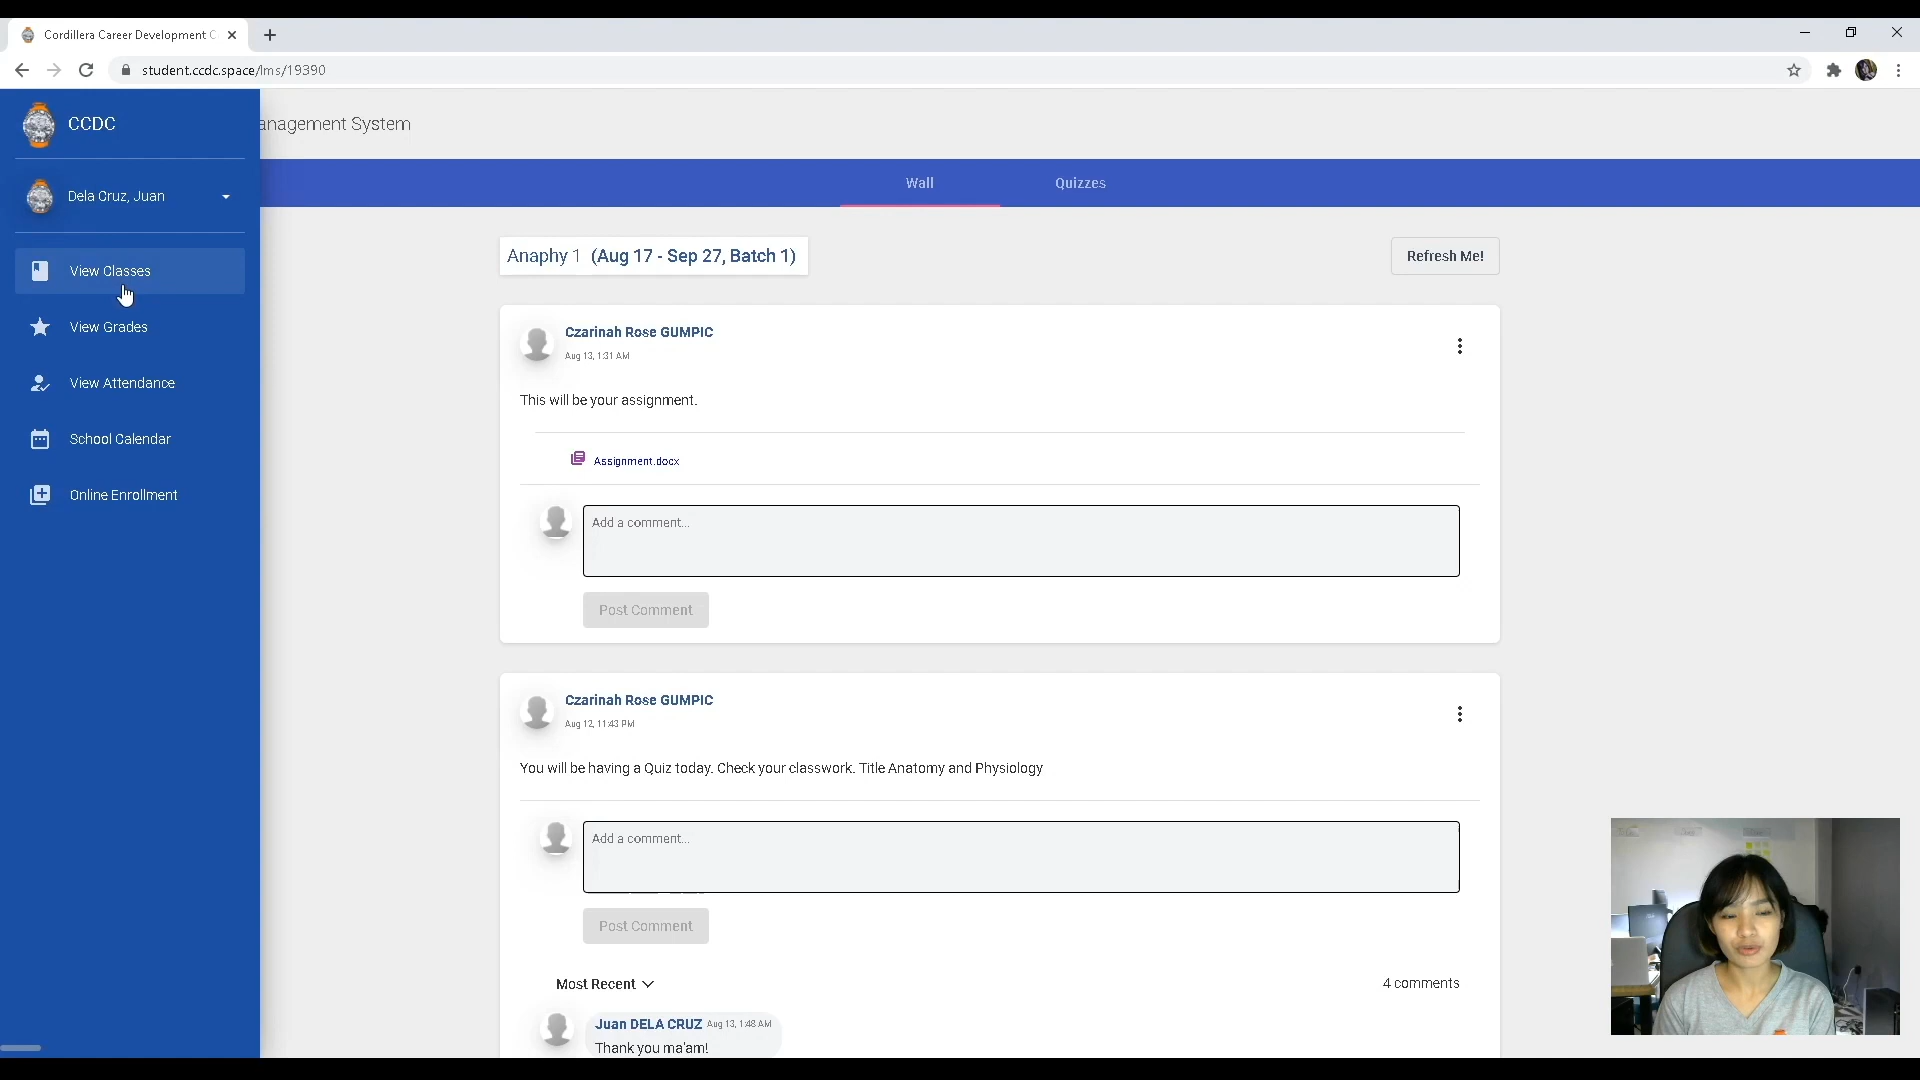 Cordillera Career Development C
student.ccdc.space/lms/19390
CCDC
anagement System
Dela Cruz, Juan
Wall
Quizzes
View Classes
View Grades
View Attendance
School Calendar
Online Enrollment
Anaphy 1 (Aug 17 - Sep 27, Batch 1)
Refresh Me!
Czarinah Rose GUMPIC
Aug 13, 1:31 AM
This will be your assignment.
Assignment.docx
Add a comment...
Post Comment
Czarinah Rose GUMPIC
Aug 12, 11:43 PM
You will be having a Quiz today. Check your classwork. Title Anatomy and Physiology
Add a comment...
Post Comment
Most Recent
4 comments
Juan DELA CRUZ Aug 13, 1:48 AM
Thank you ma'am!